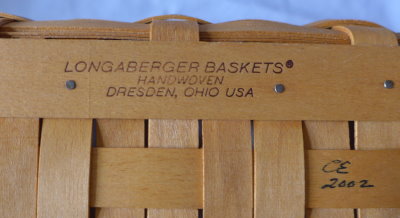 LONGABERGER BASKETS®
HANDWOVEN
DRESDEN, OHIO USA
CE
2002